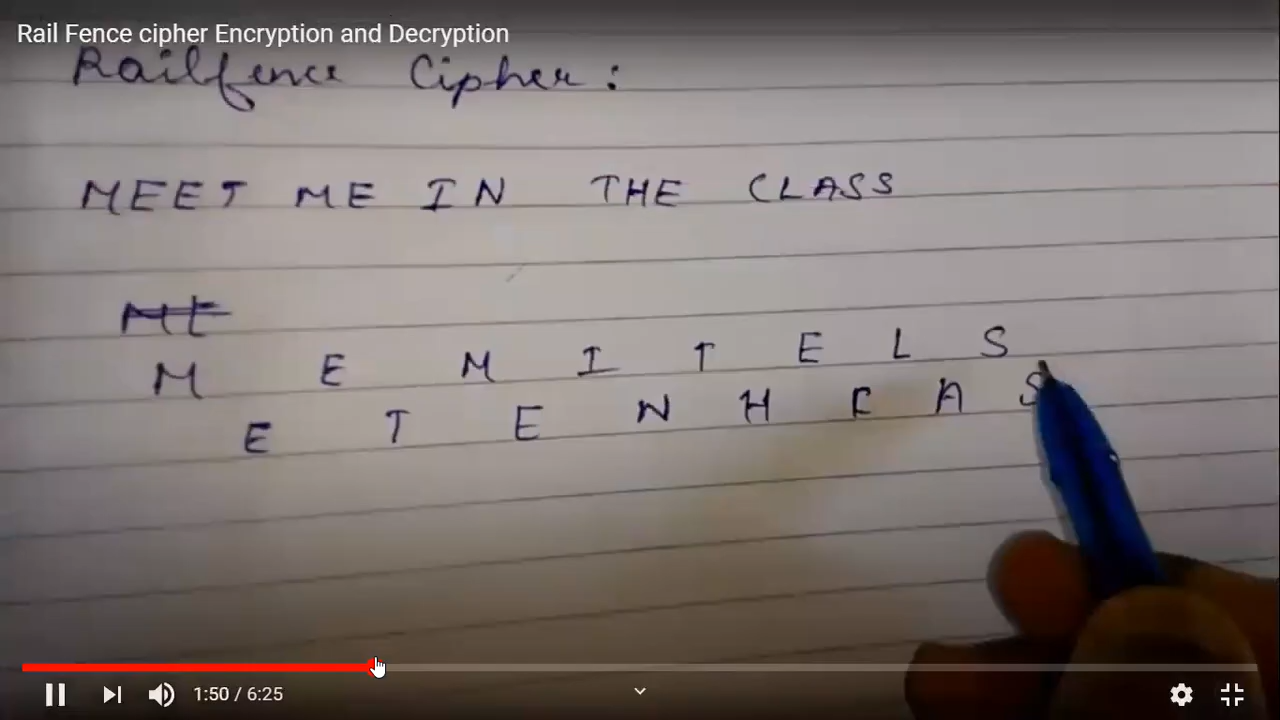 Rail Fence cipher Encryption and Decryption
Railfence Cipher:
MEET ME IN THE CLASS
ME
M E M I T E L S
E T E N H C A S
1:50 / 6:25